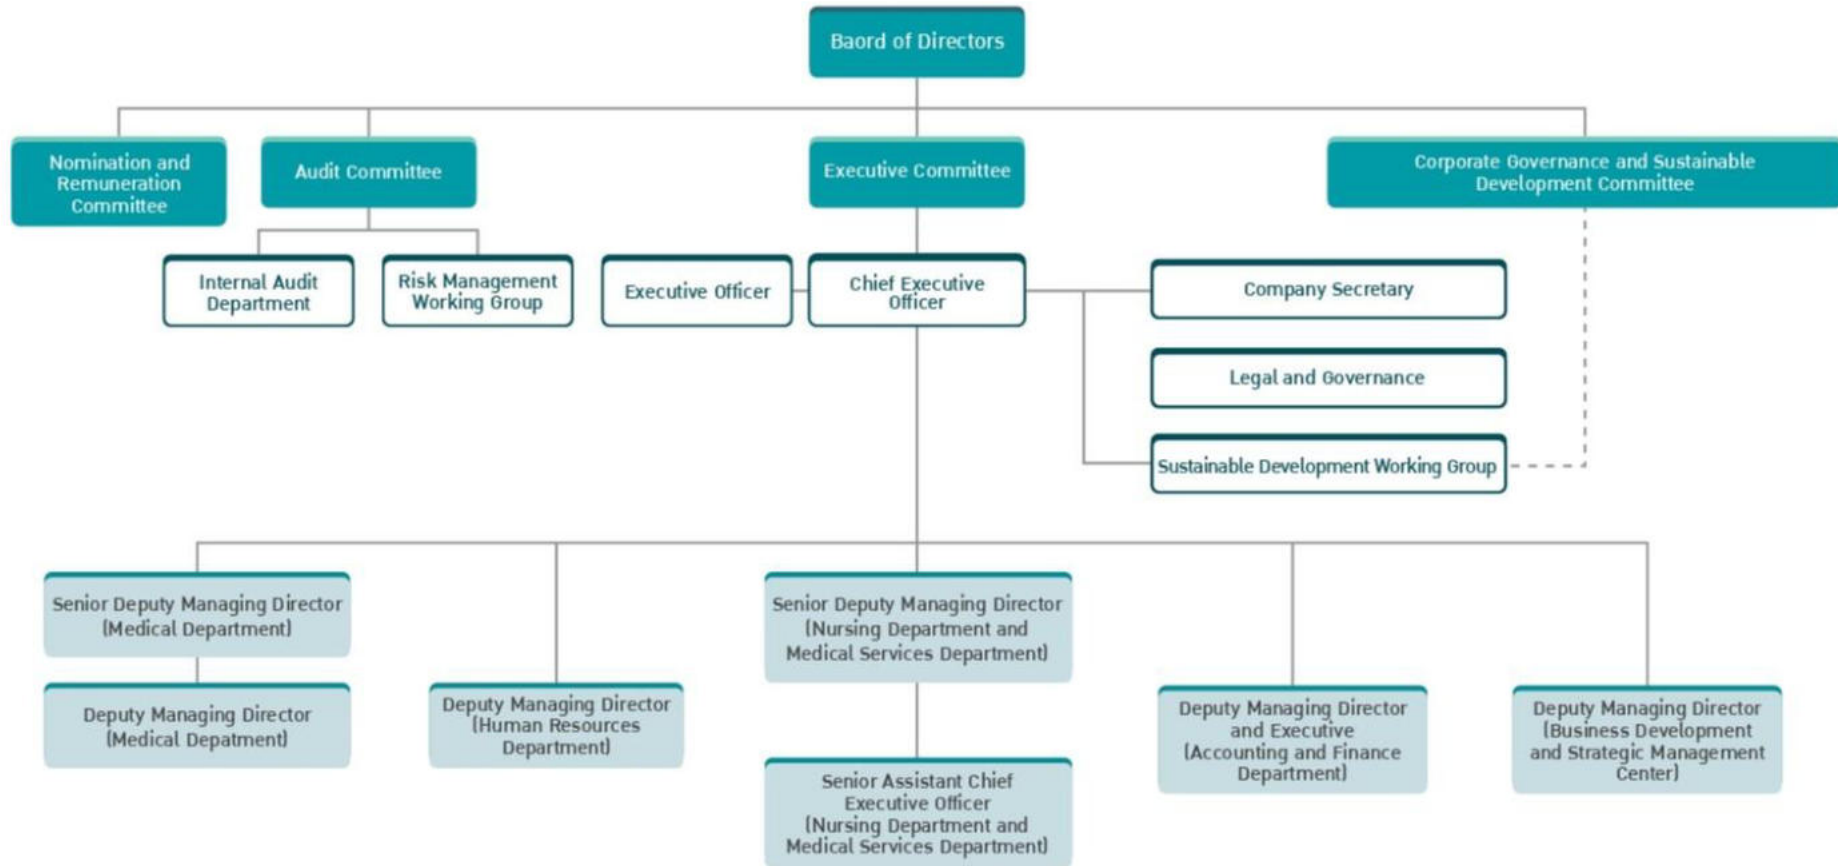 Baord of Directors
Nomination and
Remuneration
Committee
Audit Committee
Executive Committee
Corporate Governance and Sustainable
Development Committee
Internal Audit
Department
Risk Management
Working Group
Executive Officer
Chief Executive
Officer
Company Secretary
Legal and Governance
Sustainable Development Working Group
Senior Deputy Managing Director
(Medical Department)
Senior Deputy Managing Director
(Nursing Department and
Medical Services Department)
Deputy Managing Director
(Medical Depatment)
Deputy Managing Director
(Human Resources
Department)
Deputy Managing Director
and Executive
(Accounting and Finance
Department)
Deputy Managing Director
(Business Development
and Strategic Management
Center)
Senior Assistant Chief
Executive Officer
(Nursing Department and
Medical Services Department)